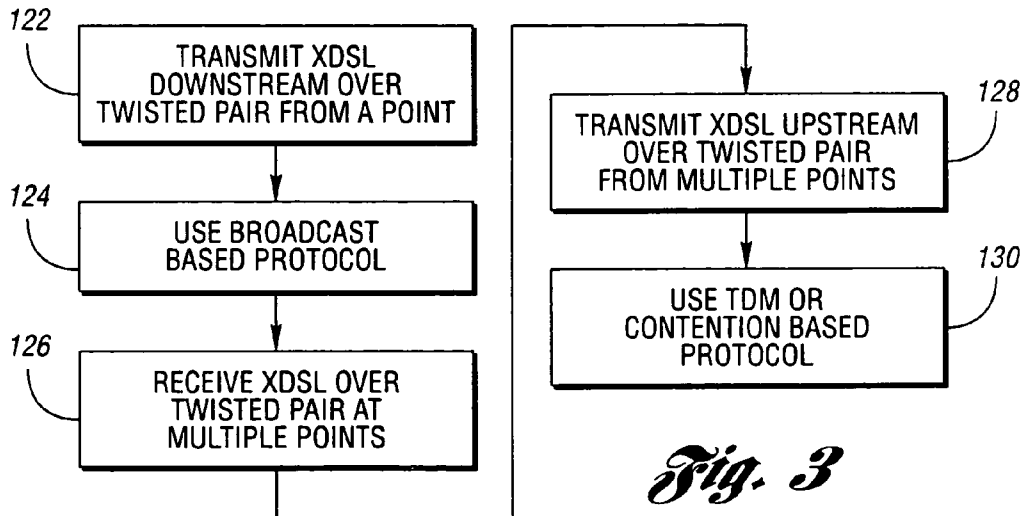 122
TRANSMIT XDSL
DOWNSTREAM OVER
TWISTED PAIR FROM A POINT
124
USE BROADCAST
BASED PROTOCOL
126
RECEIVE XDSL OVER
TWISTED PAIR AT
MULTIPLE POINTS
128
TRANSMIT XDSL UPSTREAM
OVER TWISTED PAIR
FROM MULTIPLE POINTS
130
USE TDM OR
CONTENTION BASED
PROTOCOL
Fig. 3